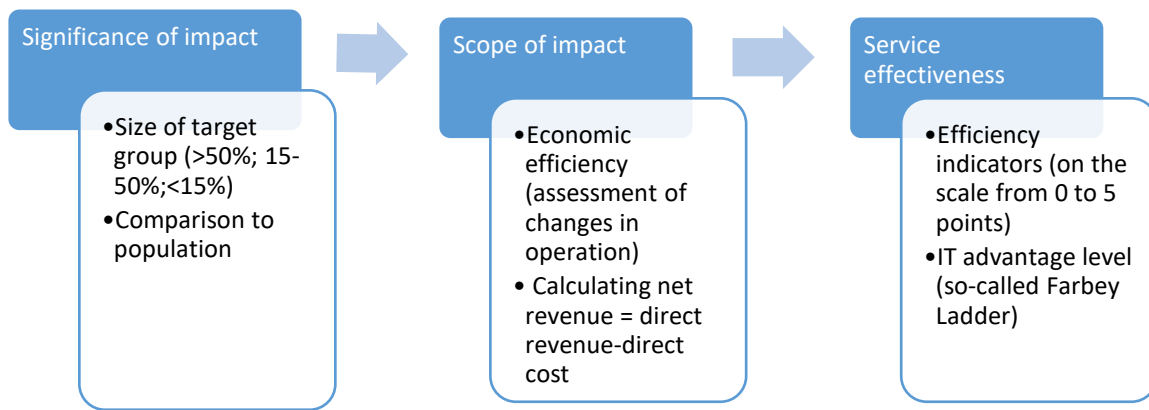 Significance of impact
•Size of target
group (>50%; 15-
50%;<15%)
•Comparison to
population
Scope of impact
•Economic
efficiency
(assessment of
changes in
operation)
• Calculating net
revenue = direct
revenue-direct
cost
Service
effectiveness
•Efficiency
indicators (on the
scale from 0 to 5
points)
•IT advantage level
(so-called Farbey
Ladder)